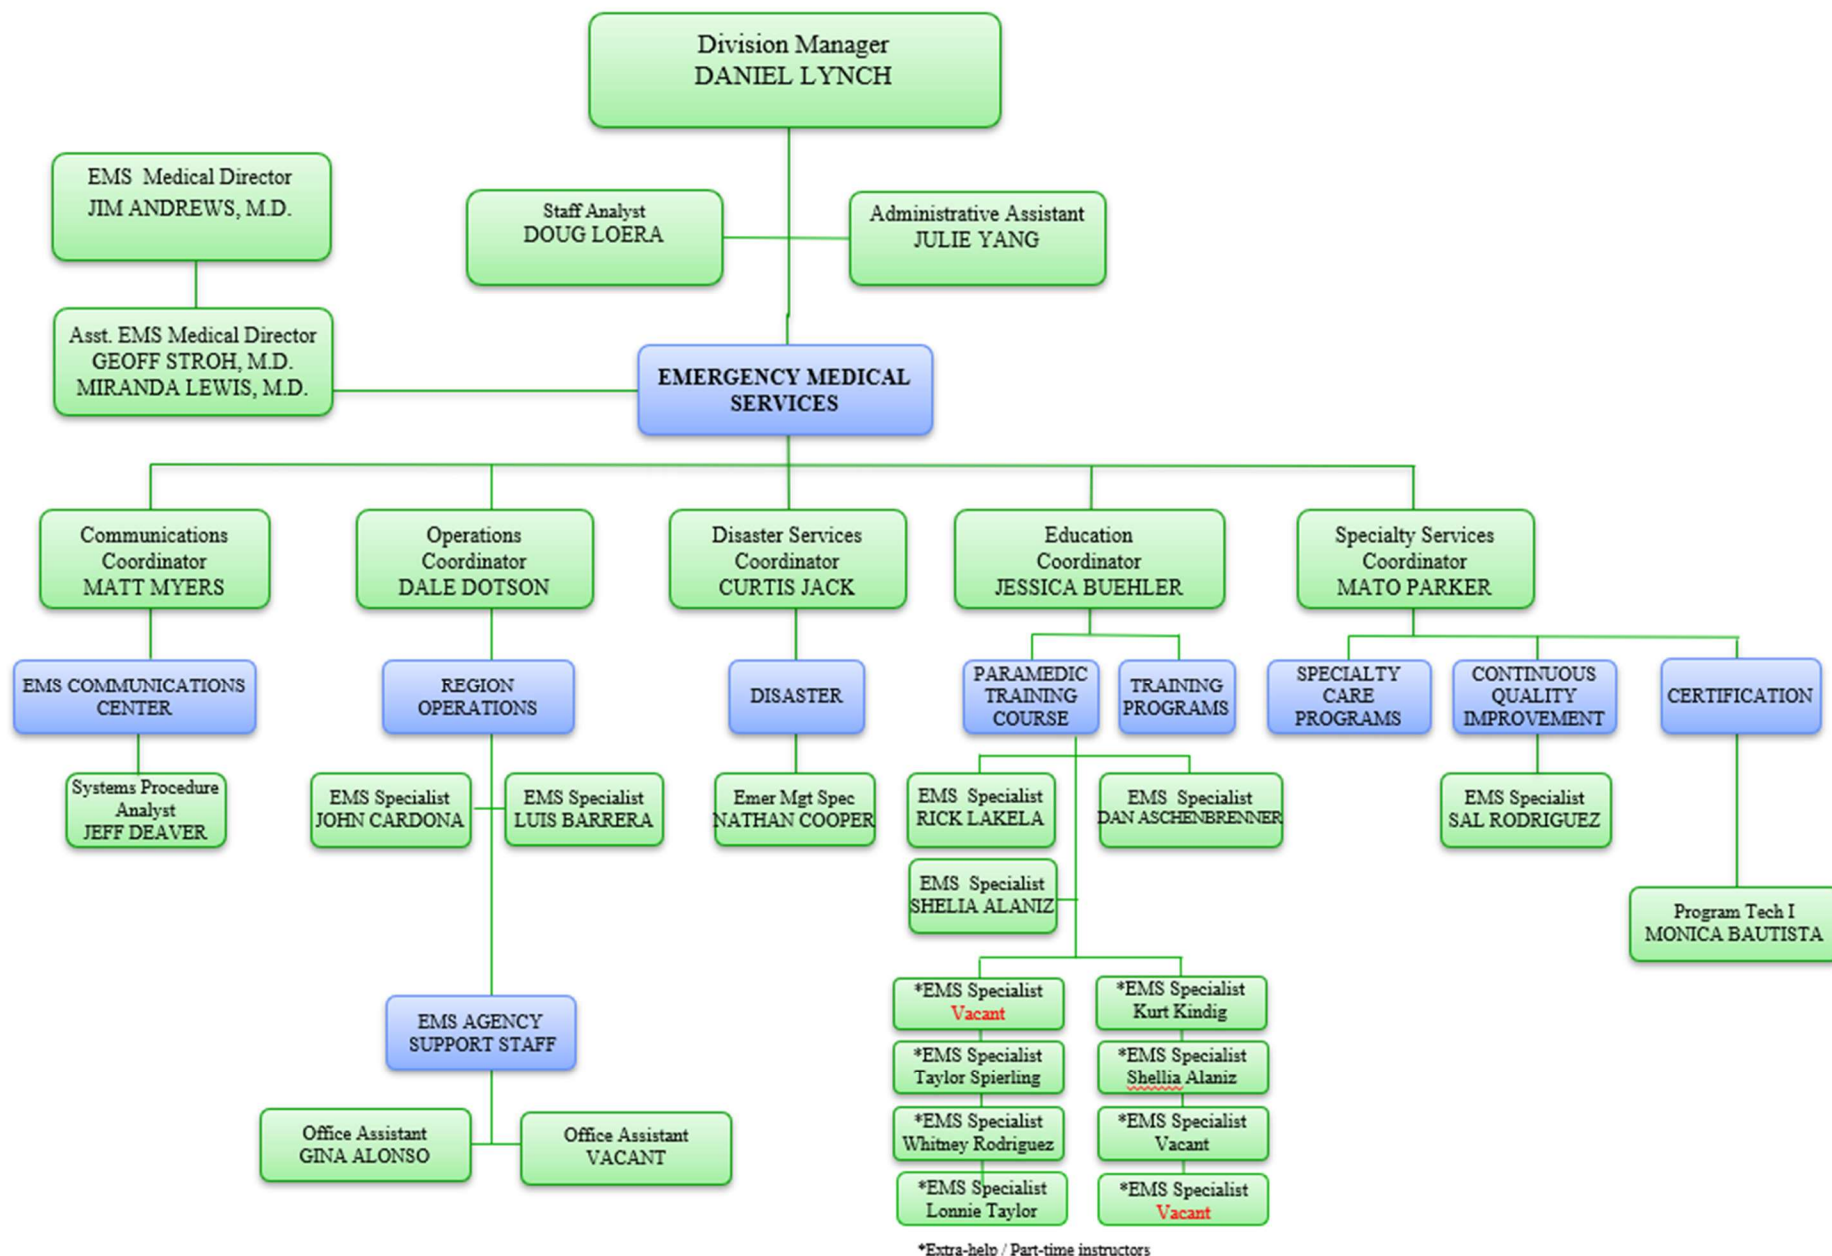 Division Manager
DANIEL LYNCH
EMS Medical Director
JIM ANDREWS, M.D.
Staff Analyst
DOUG LOERA
Administrative Assistant
JULIE YANG
Asst. EMS Medical Director
GEOFF STROH, M.D.
MIRANDA LEWIS, M.D.
EMERGENCY MEDICAL
SERVICES
Communications
Coordinator
MATT MYERS
Operations
Coordinator
DALE DOTSON
Disaster Services
Coordinator
CURTIS JACK
Education
Coordinator
JESSICA BUEHLER
Specialty Services
Coordinator
MATO PARKER
EMS COMMUNICATIONS
CENTER
REGION
OPERATIONS
DISASTER
PARAMEDIC
TRAINING
COURSE
TRAINING
PROGRAMS
SPECIALTY
CARE
PROGRAMS
CONTINUOUS
QUALITY
IMPROVEMENT
CERTIFICATION
Systems Procedure
Analyst
JEFF DEAVER
EMS Specialist
JOHN CARDONA
EMS Specialist
LUIS BARRERA
Emer Mgt Spec
NATHAN COOPER
EMS Specialist
RICK LAKELA
EMS Specialist
DAN ASCHENBRENNER
EMS Specialist
SAL RODRIGUEZ
EMS Specialist
SHELIA ALANIZ
Program Tech I
MONICA BAUTISTA
EMS AGENCY
SUPPORT STAFF
Office Assistant
GINA ALONSO
Office Assistant
VACANT
*EMS Specialist
Vacant
*EMS Specialist
Kurt Kindig
*EMS Specialist
Taylor Spierling
*EMS Specialist
Shellia Alaniz
*EMS Specialist
Whitney Rodriguez
*EMS Specialist
Vacant
*EMS Specialist
Lonnie Taylor
*EMS Specialist
Vacant
*Extra-help / Part-time instructors